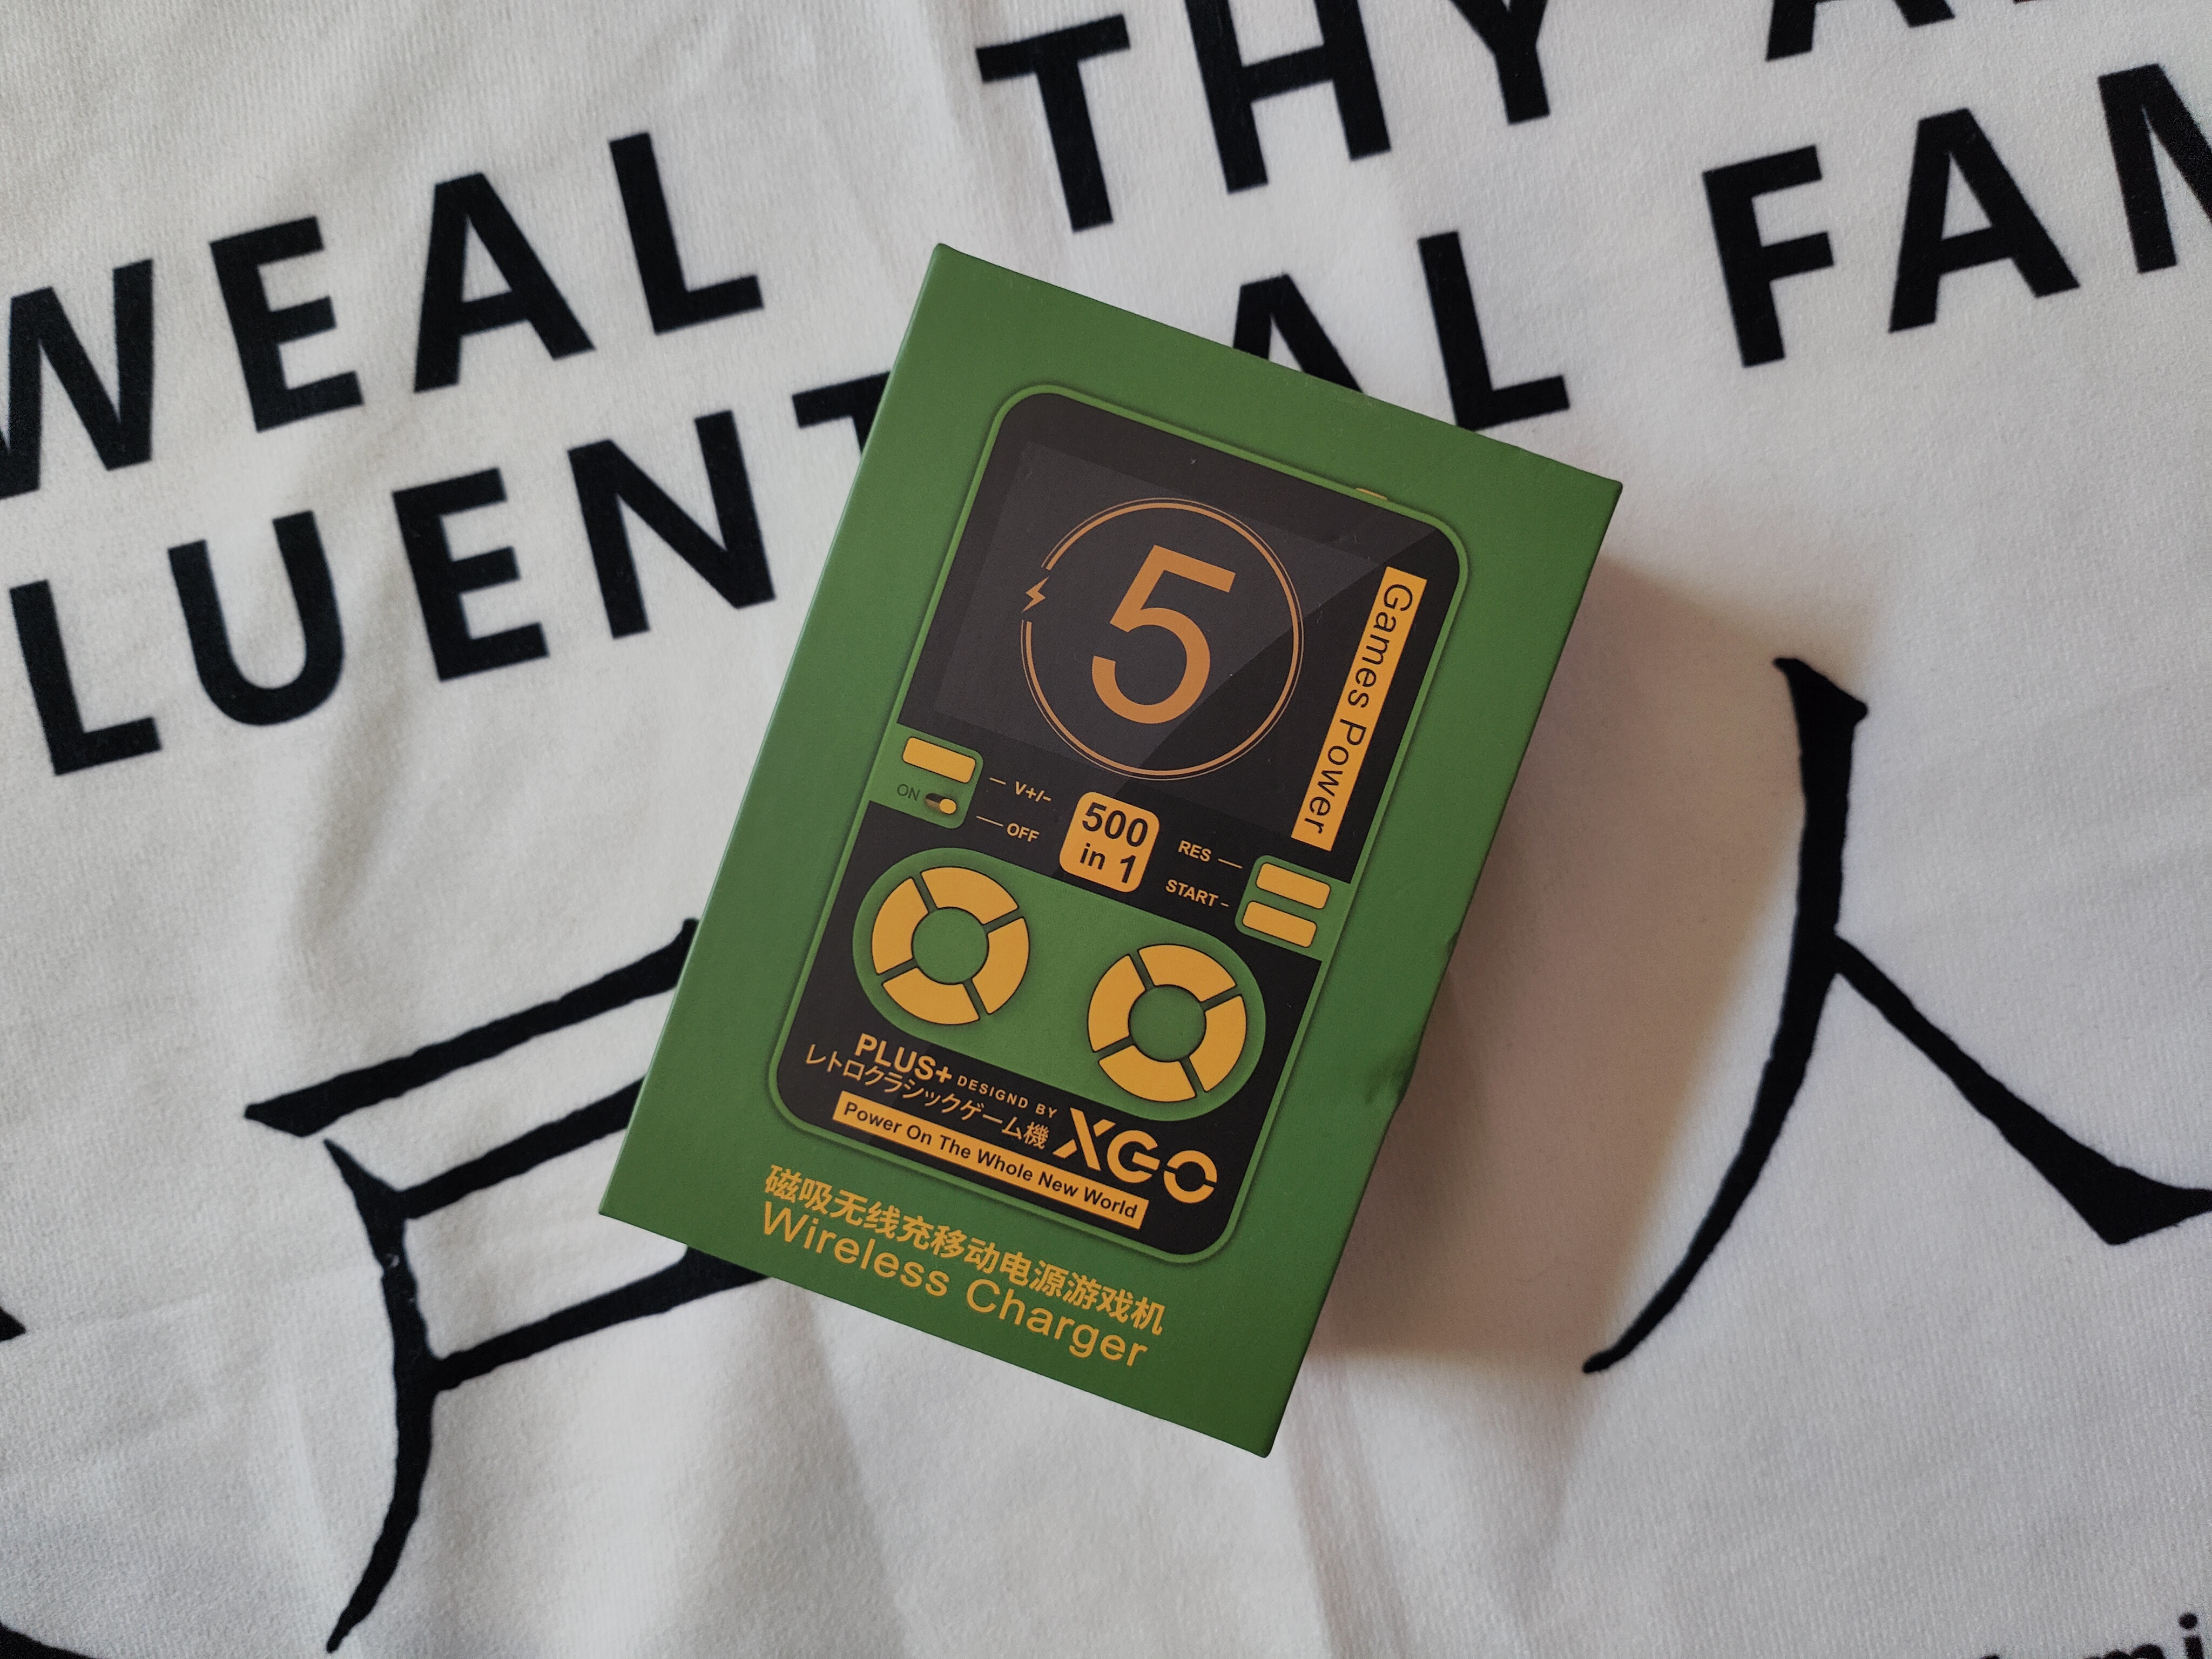 THY
WEAL
AL FAM
LUENT
5
Games Power
V+/-
ON
OFF
500
in 1
RES
START
PLUS+
DESIGND BY
レトロクラシックゲーム機
XGO
Power On The Whole New World
磁吸无线充移动电源游戏机
Wireless Charger